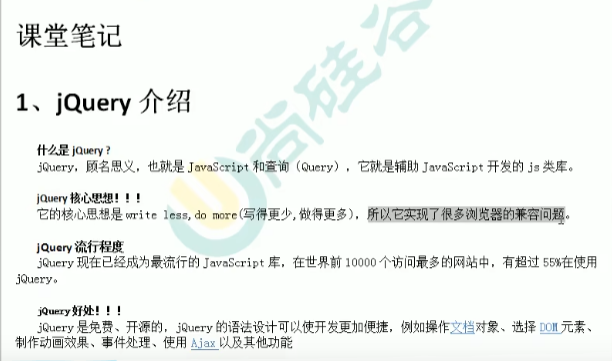 课堂笔记
1、jQuery 介绍
什么是 jQuery ?
jQuery，顾名思义，也就是 JavaScript 和查询（Query），它就是辅助 JavaScript 开发的 js 类库。
jQuery 核心思想！！！
它的核心思想是 write less,do more(写得更少,做得更多)，所以它实现了很多浏览器的兼容问题。
jQuery 流行程度
jQuery 现在已经成为最流行的 JavaScript 库，在世界前 10000 个访问最多的网站中，有超过 55%在使用
jQuery。
jQuery 好处！！！
jQuery 是免费、开源的，jQuery 的语法设计可以使开发更加便捷，例如操作文档对象、选择 DOM 元素、
制作动画效果、事件处理、使用 Ajax 以及其他功能
尚硅谷